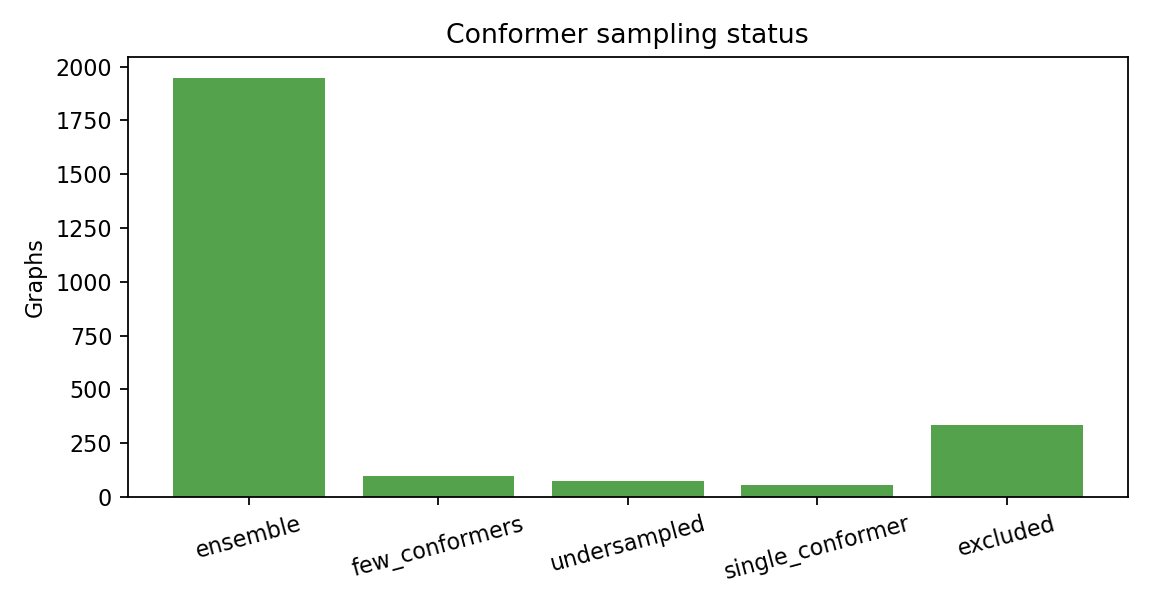 Conformer sampling status
Graphs
2000
1750
1500
1250
1000
750
500
250
0
ensemble
few_conformers
undersampled
single_conformer
excluded